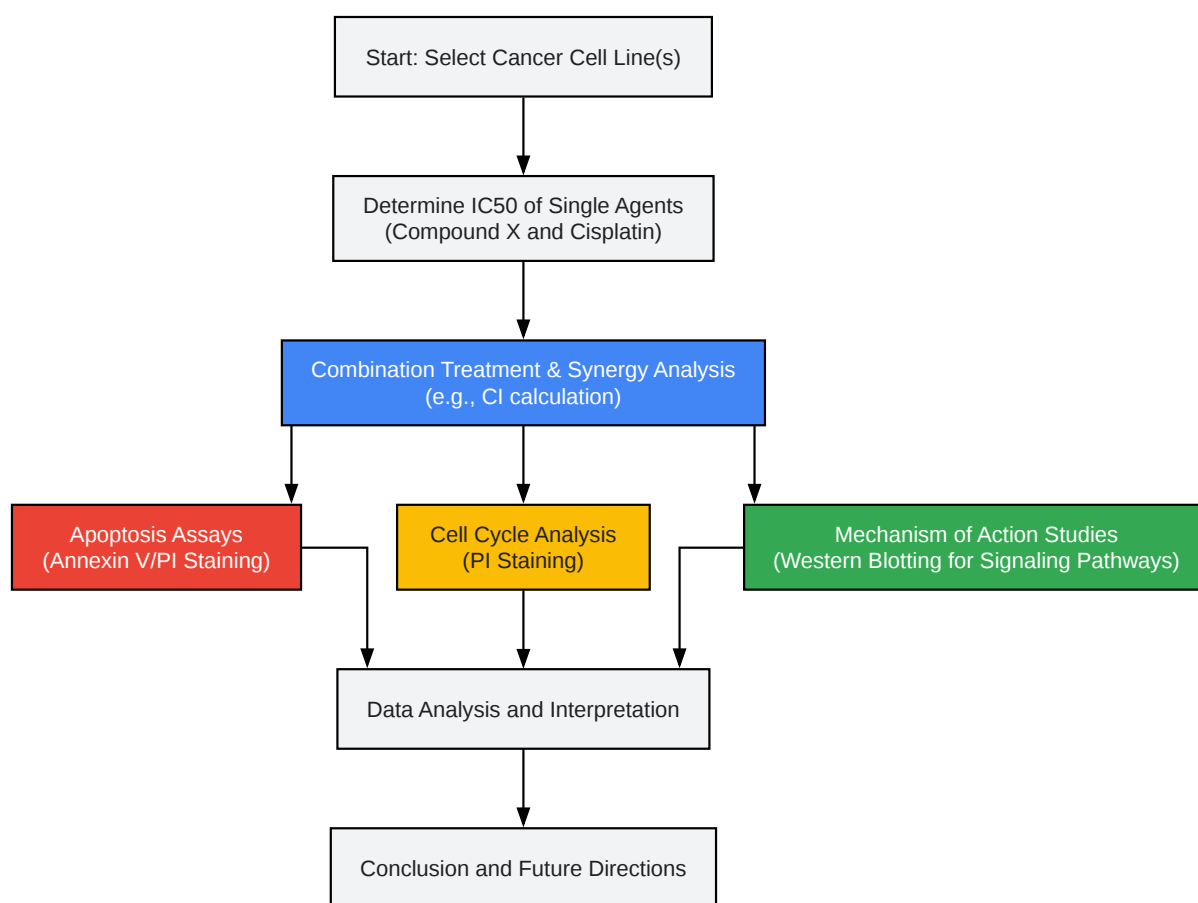 Start: Select Cancer Cell Line(s)
Determine IC50 of Single Agents
(Compound X and Cisplatin)
Combination Treatment & Synergy Analysis
(e.g., CI calculation)
Apoptosis Assays
(Annexin V/PI Staining)
Cell Cycle Analysis
(PI Staining)
Mechanism of Action Studies
(Western Blotting for Signaling Pathways)
Data Analysis and Interpretation
Conclusion and Future Directions